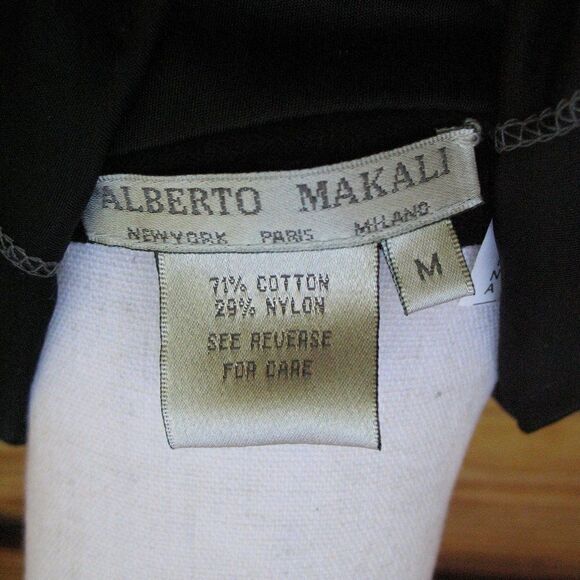 ALBERTO MAKALI
NEWYORK PARIS MILANO
M
71% COTTON
29% NYLON
SEE REVERSE
FOR CARE